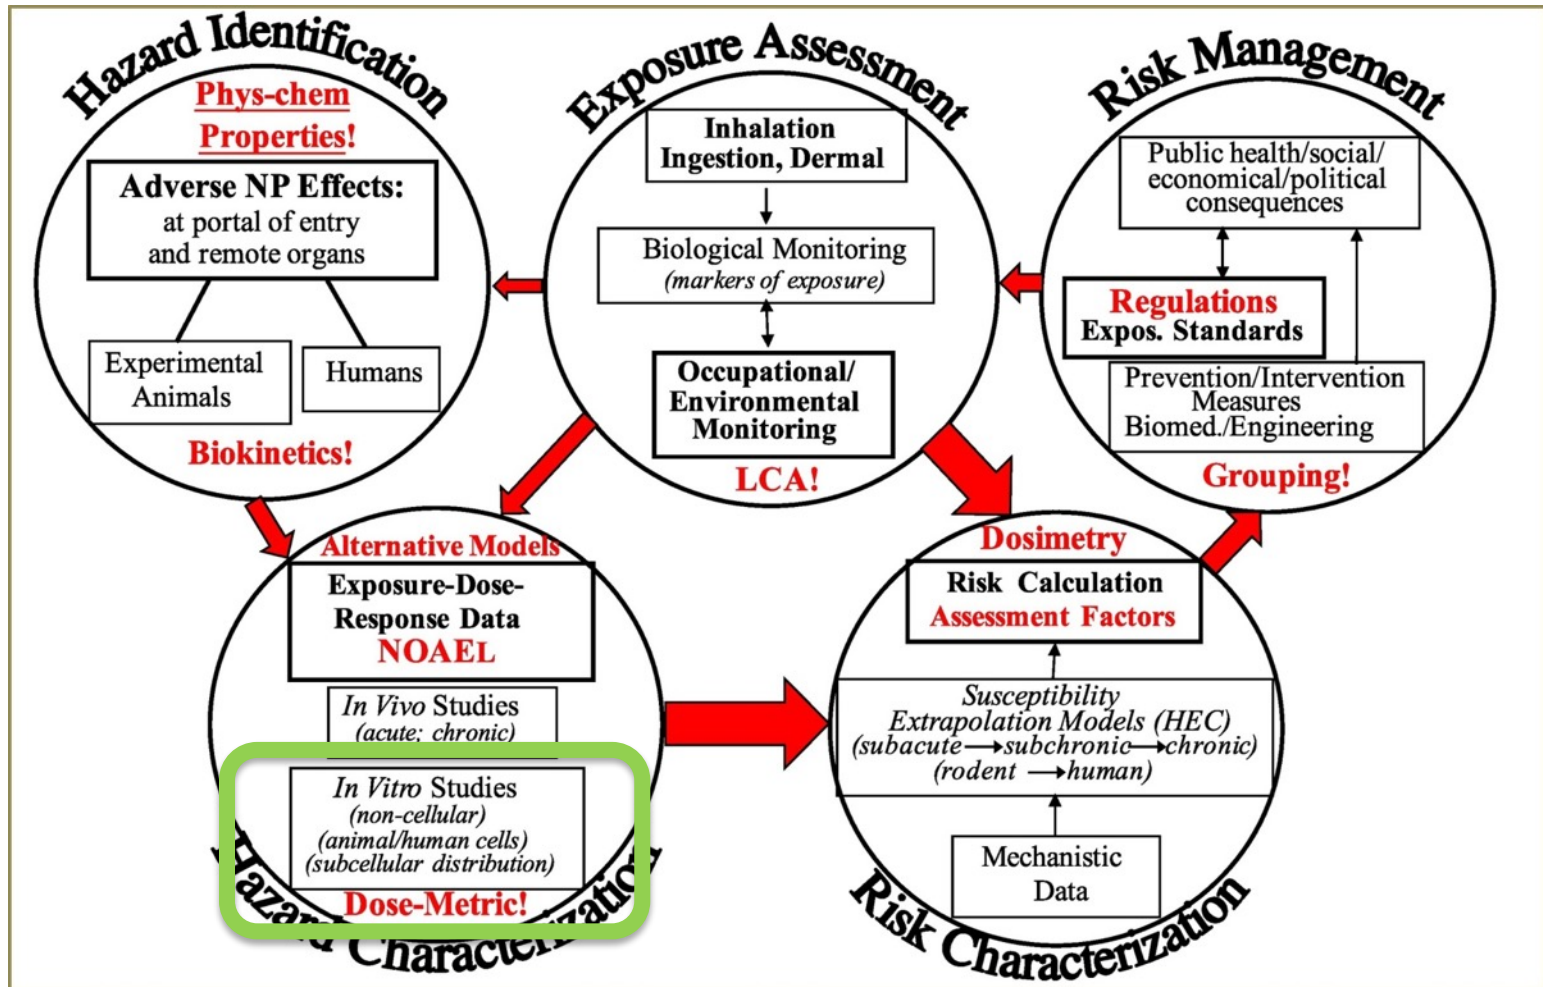 Hazard Identification
Phys-chem
Properties!
Adverse NP Effects:
at portal of entry
and remote organs
Experimental
Animals
Humans
Biokinetics!
Exposure Assessment
Inhalation
Ingestion, Dermal
Biological Monitoring
(markers of exposure)
Occupational/
Environmental
Monitoring
LCA!
Risk Management
Public health/social/
economical/political
consequences
Regulations
Expos. Standards
Prevention/Intervention
Measures
Biomed./Engineering
Grouping!
Alternative Models
Exposure-Dose-
Response Data
NOAEL
In Vivo Studies
(acute; chronic)
In Vitro Studies
(non-cellular)
(animal/human cells)
(subcellular distribution)
Dose-Metric!
Hazard Characterization
Dosimetry
Risk Calculation
Assessment Factors
Susceptibility
Extrapolation Models (HEC)
(subacute→subchronic→chronic)
(rodent →human)
Mechanistic
Data
Risk Characterization